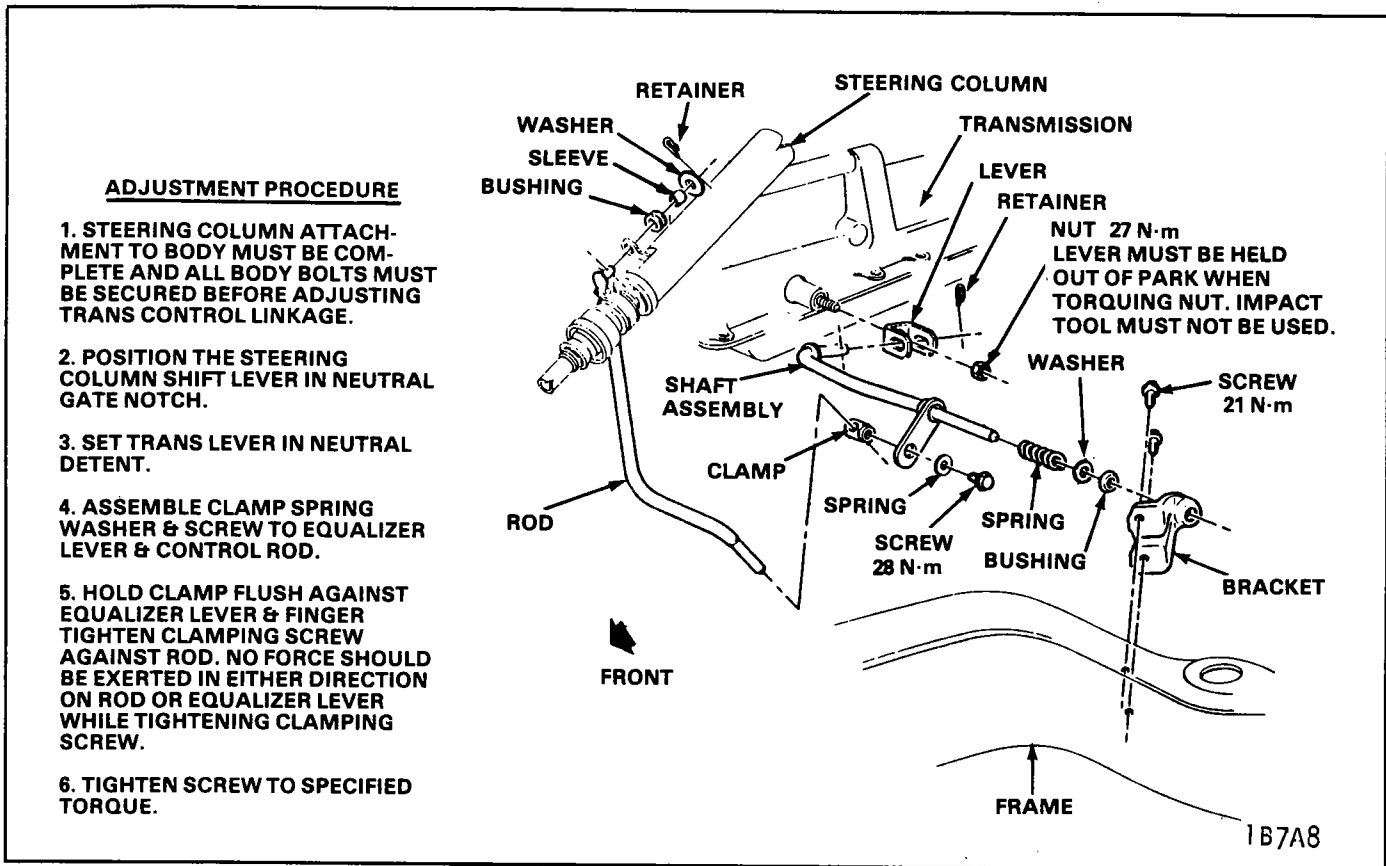 ADJUSTMENT PROCEDURE
1. STEERING COLUMN ATTACH-
MENT TO BODY MUST BE COM-
PLETE AND ALL BODY BOLTS MUST
BE SECURED BEFORE ADJUSTING
TRANS CONTROL LINKAGE.
2. POSITION THE STEERING
COLUMN SHIFT LEVER IN NEUTRAL
GATE NOTCH.
3. SET TRANS LEVER IN NEUTRAL
DETENT.
4. ASSEMBLE CLAMP SPRING
WASHER & SCREW TO EQUALIZER
LEVER & CONTROL ROD.
5. HOLD CLAMP FLUSH AGAINST
EQUALIZER LEVER & FINGER
TIGHTEN CLAMPING SCREW
AGAINST ROD. NO FORCE SHOULD
BE EXERTED IN EITHER DIRECTION
ON ROD OR EQUALIZER LEVER
WHILE TIGHTENING CLAMPING
SCREW.
6. TIGHTEN SCREW TO SPECIFIED
TORQUE.
RETAINER
WASHER
SLEEVE
BUSHING
STEERING COLUMN
TRANSMISSION
LEVER
RETAINER
NUT 27 N·m
LEVER MUST BE HELD
OUT OF PARK WHEN
TORQUING NUT. IMPACT
TOOL MUST NOT BE USED.
WASHER
SCREW
21 N·m
SHAFT
ASSEMBLY
CLAMP
SPRING
SCREW
28 N·m
SPRING
BUSHING
BRACKET
ROD
FRONT
FRAME
1B7A8